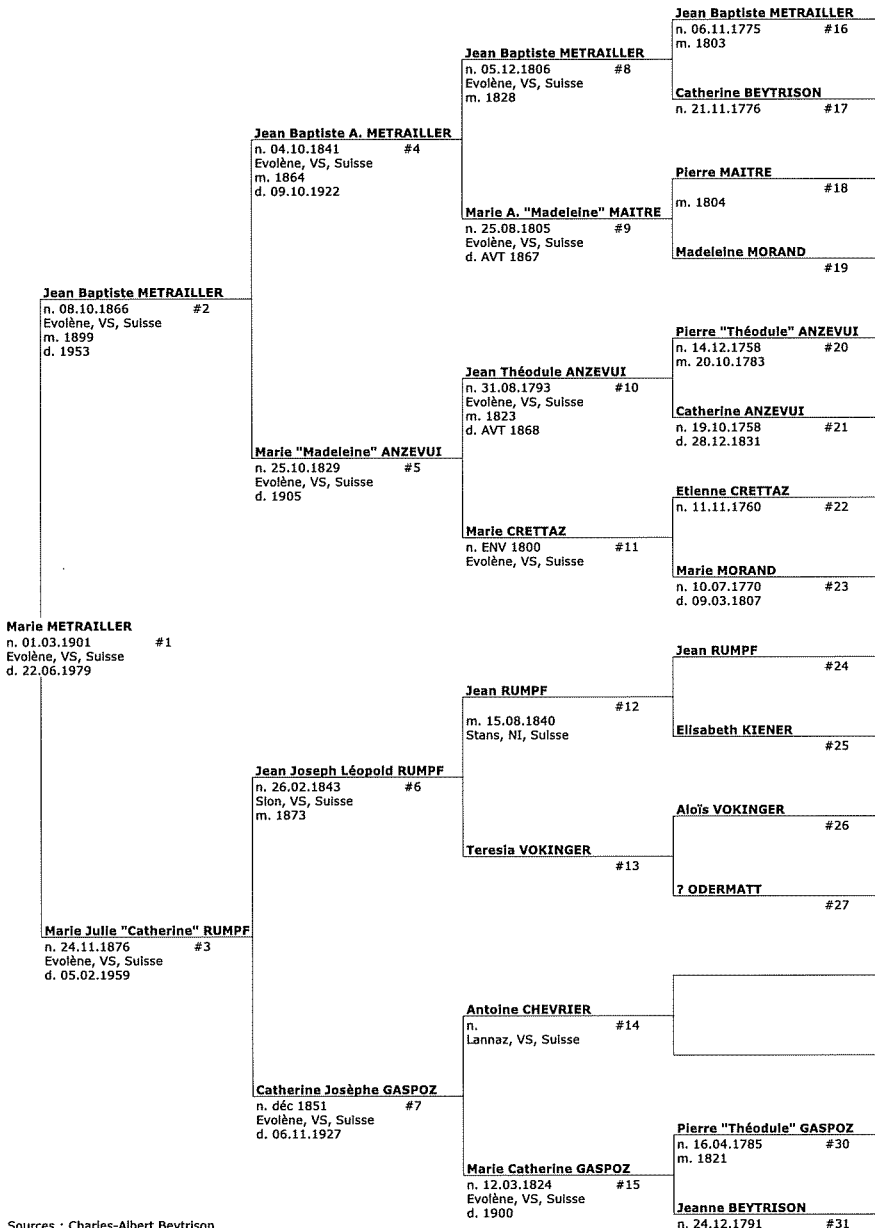 Jean Baptiste METRAILLER
n. 06.11.1775 #16
m. 1803
Jean Baptiste METRAILLER
n. 05.12.1806 #8
Evolène, VS, Suisse
m. 1828
Catherine BEYTRISON
n. 21.11.1776 #17
Jean Baptiste A. METRAILLER
n. 04.10.1841 #4
Evolène, VS, Suisse
m. 1864
d. 09.10.1922
Pierre MAITRE
#18
m. 1804
Marie A. "Madeleine" MAITRE
n. 25.08.1805 #9
Evolène, VS, Suisse
d. AVT 1867
Madeleine MORAND
#19
Jean Baptiste METRAILLER
n. 08.10.1866 #2
Evolène, VS, Suisse
m. 1899
d. 1953
Pierre "Théodule" ANZEVUI
n. 14.12.1758 #20
m. 20.10.1783
Jean Théodule ANZEVUI
n. 31.08.1793 #10
Evolène, VS, Suisse
m. 1823
d. AVT 1868
Catherine ANZEVUI
n. 19.10.1758 #21
d. 28.12.1831
Marie "Madeleine" ANZEVUI
n. 25.10.1829 #5
Evolène, VS, Suisse
d. 1905
Etienne CRETTAZ
n. 11.11.1760 #22
Marie CRETTAZ
n. ENV 1800 #11
Evolène, VS, Suisse
Marie MORAND
n. 10.07.1770 #23
d. 09.03.1807
Marie METRAILLER
n. 01.03.1901 #1
Evolène, VS, Suisse
d. 22.06.1979
Jean RUMPF
#24
Jean RUMPF
#12
m. 15.08.1840
Stans, NI, Suisse
Elisabeth KIENER
#25
Jean Joseph Léopold RUMPF
n. 26.02.1843 #6
Sion, VS, Suisse
m. 1873
Aloïs VOKINGER
#26
Teresia VOKINGER
#13
? ODERMATT
#27
Marie Julie "Catherine" RUMPF
n. 24.11.1876 #3
Evolène, VS, Suisse
d. 05.02.1959
Antoine CHEVRIER
n. #14
Lannaz, VS, Suisse
Catherine Josèphe GASPOZ
n. déc 1851 #7
Evolène, VS, Suisse
d. 06.11.1927
Pierre "Théodule" GASPOZ
n. 16.04.1785 #30
m. 1821
Marie Catherine GASPOZ
n. 12.03.1824 #15
Evolène, VS, Suisse
d. 1900
Jeanne BEYTRISON
n. 24.12.1791 #31
Sources : Charles-Albert Beytrison